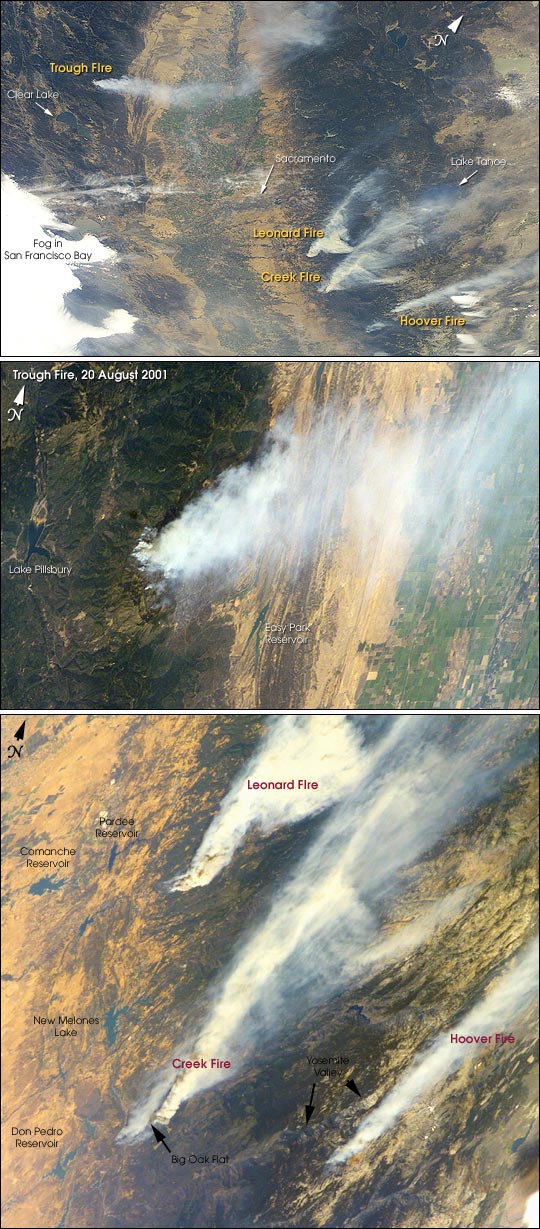 N
Trough Fire
Clear Lake
Sacramento
Lake Tahoe
Leonard Fire
Fog in
San Francisco Bay
Creek Fire
Hoover Fire
Trough Fire, 20 August 2001
N
Lake Pillsbury
Easy Park
Reservoir
N
Leonard Fire
Pardee
Reservoir
Comanche
Reservoir
New Melones
Lake
Hoover Fire
Creek Fire
Yosemite
Valley
Don Pedro
Reservoir
Big Oak Flat